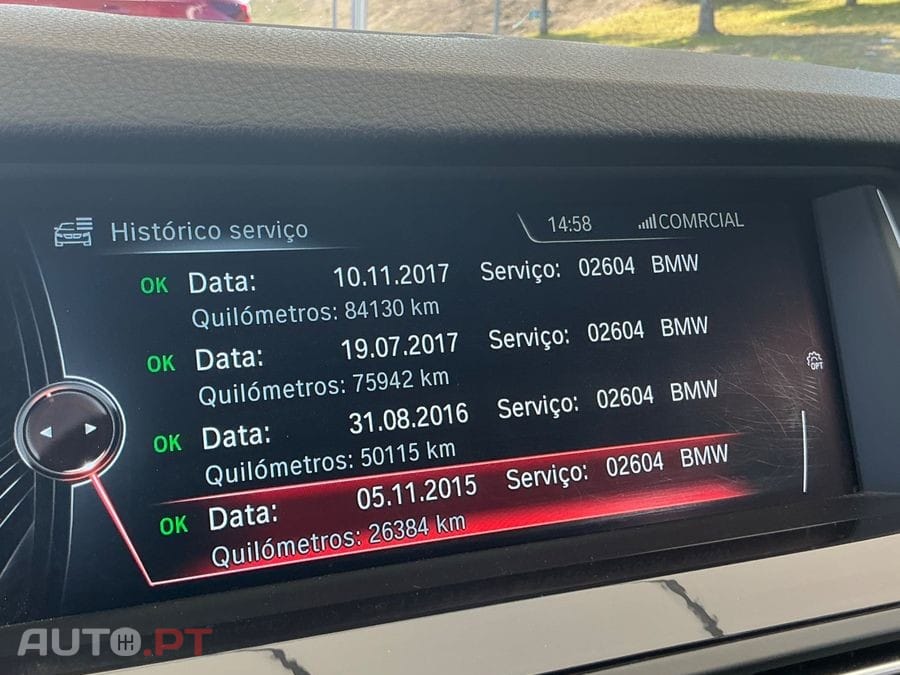 Histórico serviço 14:58 COMRCIAL
OK Data: 10.11.2017 Serviço: 02604 BMW
Quilómetros: 84130 km
OK Data: 19.07.2017 Serviço: 02604 BMW
Quilómetros: 75942 km
OPT
OK Data: 31.08.2016 Serviço: 02604 BMW
Quilómetros: 50115 km
OK Data: 05.11.2015 Serviço: 02604 BMW
Quilómetros: 26384 km
AUTO.PT